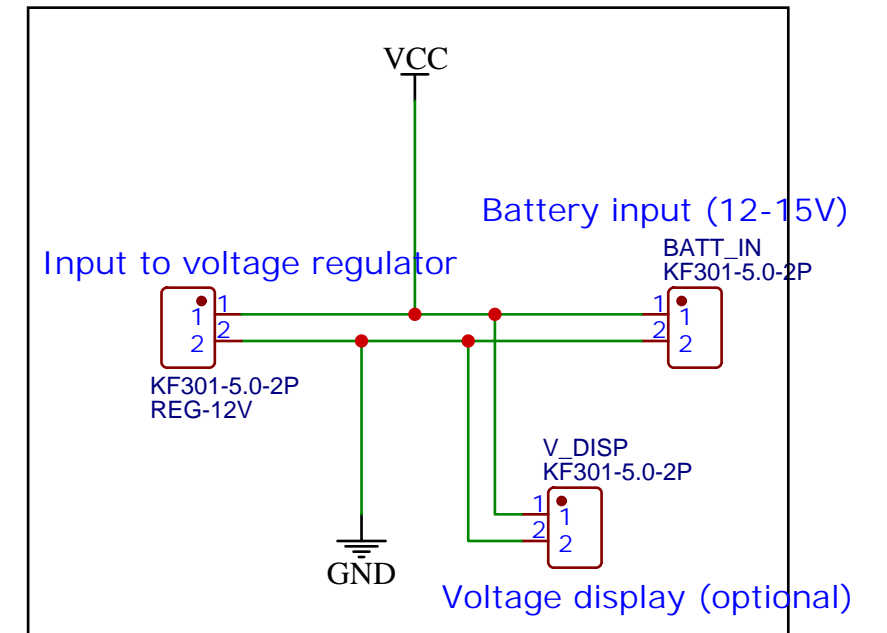 VCC
Battery input (12-15V)
BATT_IN
KF301-5.0-2P
Input to voltage regulator
1
1
2
2
1
1
2
2
KF301-5.0-2P
REG-12V
V_DISP
KF301-5.0-2P
1
1
2
2
GND
Voltage display (optional)